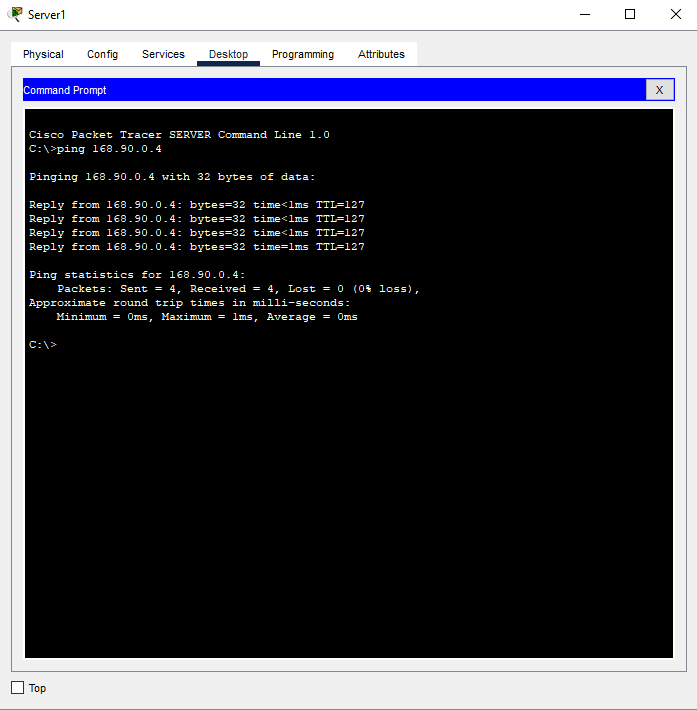 Server1
Physical Config Services Desktop Programming Attributes
Command Prompt X
Cisco Packet Tracer SERVER Command Line 1.0
C:\>ping 168.90.0.4
Pinging 168.90.0.4 with 32 bytes of data:
Reply from 168.90.0.4: bytes=32 time<1ms TTL=127
Reply from 168.90.0.4: bytes=32 time<1ms TTL=127
Reply from 168.90.0.4: bytes=32 time<1ms TTL=127
Reply from 168.90.0.4: bytes=32 time=1ms TTL=127
Ping statistics for 168.90.0.4:
    Packets: Sent = 4, Received = 4, Lost = 0 (0% loss),
Approximate round trip times in milli-seconds:
    Minimum = 0ms, Maximum = 1ms, Average = 0ms
C:\>
Top